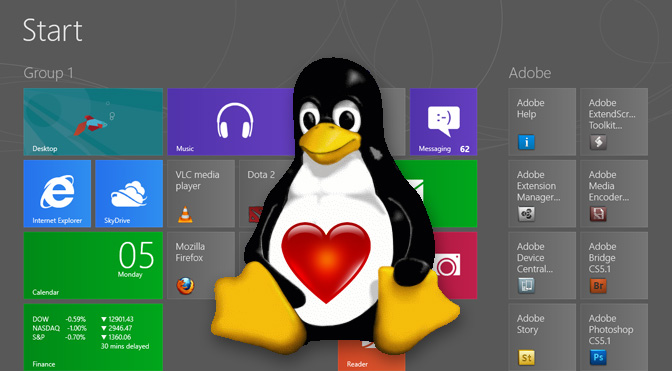 Start
Group 1
Adobe
Desktop
Music
:-)
Messaging 62
Adobe
Help
Adobe
ExtendScr...
Toolkit...
Internet Explorer
SkyDrive
VLC media
player
Dota 2
Adobe
Extension
Manager...
Adobe
Media
Encoder...
05
Monday
Calendar
Mozilla
Firefox
Adobe
Device
Central...
Adobe
Bridge
CS5.1
Br
DOW -0.59% ▼ 12901.43
NASDAQ -1.00% ▼ 2946.47
S&P -0.70% ▼ 1360.06
30 mins delayed
Finance
Reader
Adobe
Story
St
Adobe
Photoshop
CS5.1
Ps